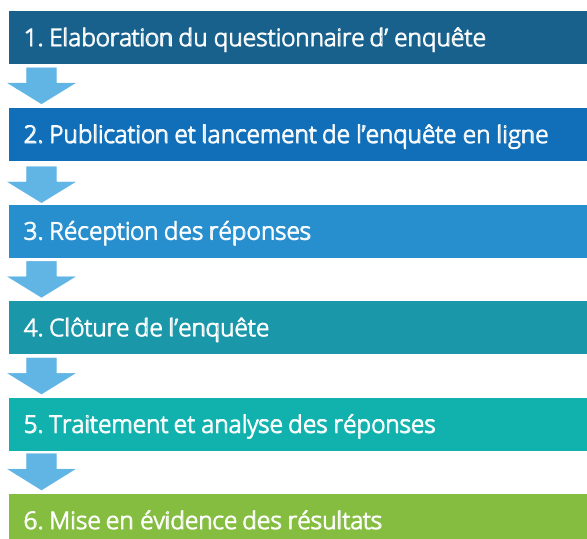 1. Elaboration du questionnaire d’ enquête
2. Publication et lancement de l’enquête en ligne
3. Réception des réponses
4. Clôture de l’enquête
5. Traitement et analyse des réponses
6. Mise en évidence des résultats